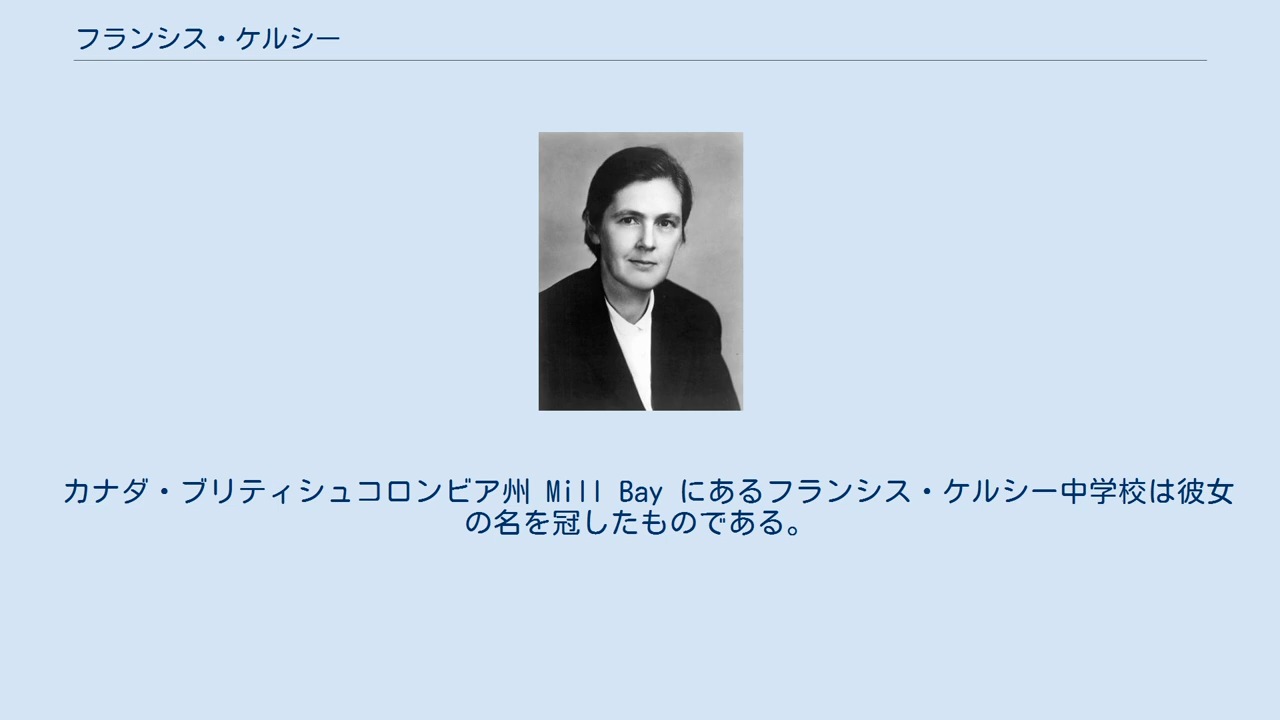 フランシス・ケルシー
カナダ・ブリティシュコロンビア州 Mill Bay にあるフランシス・ケルシー中学校は彼女
の名を冠したものである。